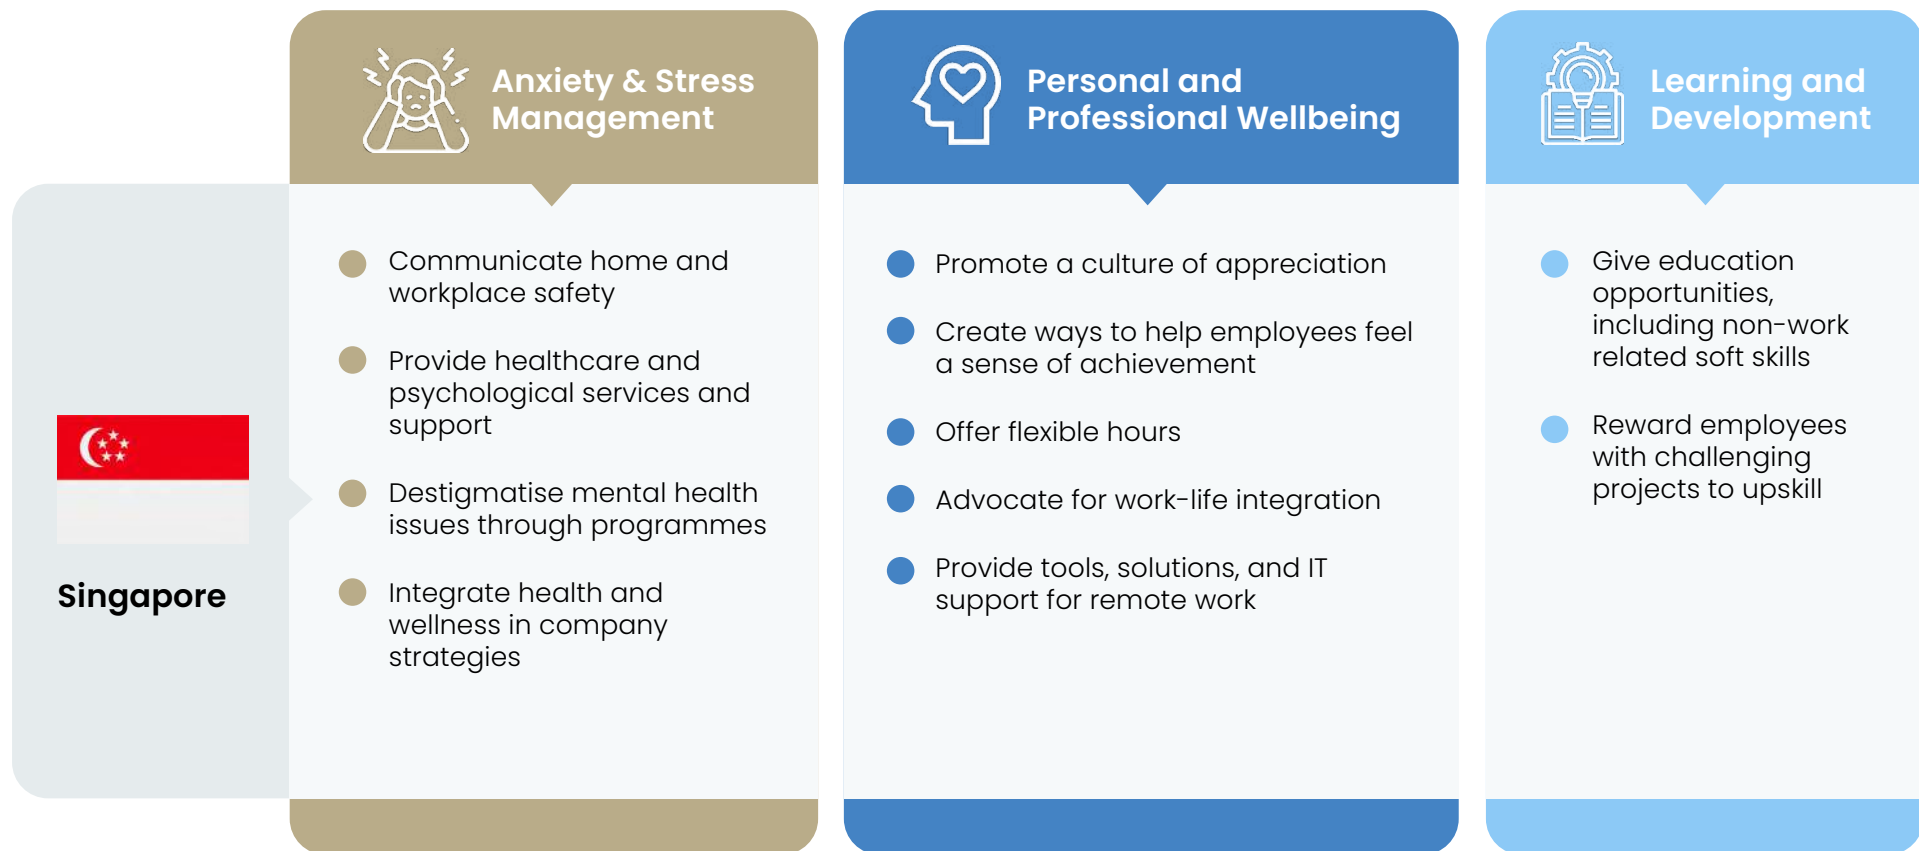 Anxiety & Stress
Management
Personal and
Professional Wellbeing
Learning and
Development
Singapore
Communicate home and
workplace safety
Provide healthcare and
psychological services and
support
Destigmatise mental health
issues through programmes
Integrate health and
wellness in company
strategies
Promote a culture of appreciation
Create ways to help employees feel
a sense of achievement
Offer flexible hours
Advocate for work-life integration
Provide tools, solutions, and IT
support for remote work
Give education
opportunities,
including non-work
related soft skills
Reward employees
with challenging
projects to upskill